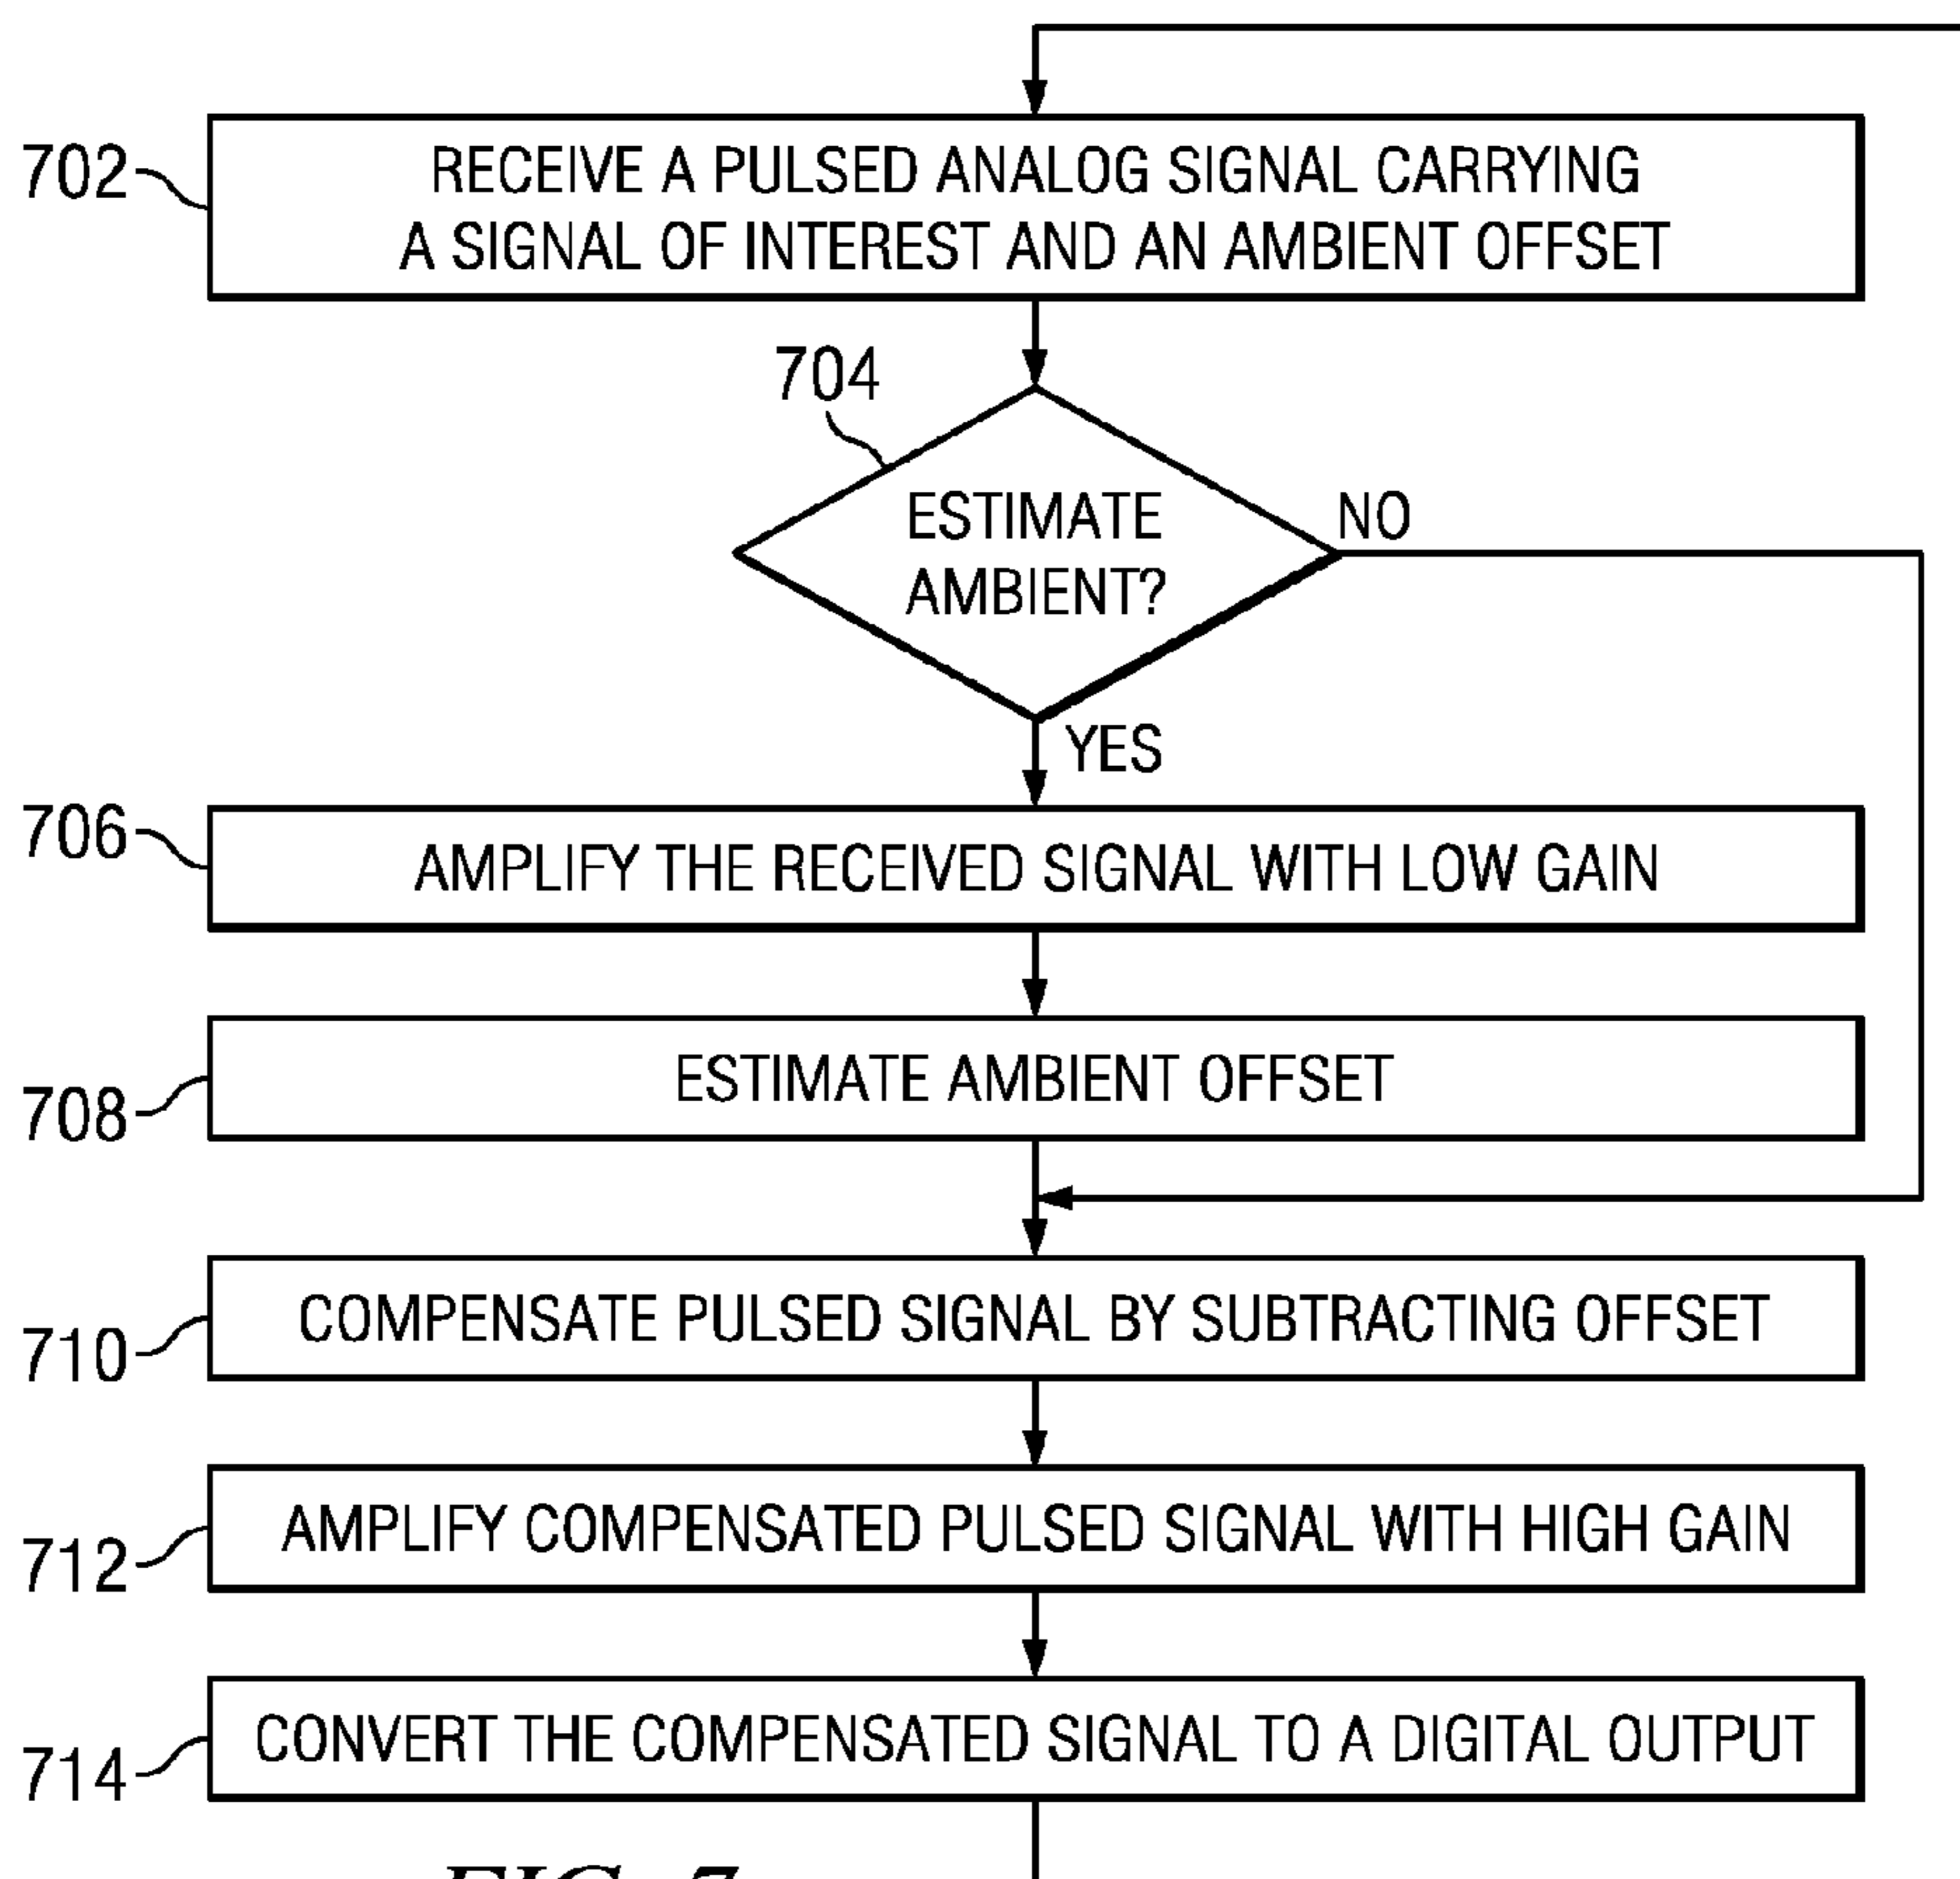 702
RECEIVE A PULSED ANALOG SIGNAL CARRYING
A SIGNAL OF INTEREST AND AN AMBIENT OFFSET
704
ESTIMATE
AMBIENT?
NO
YES
706
AMPLIFY THE RECEIVED SIGNAL WITH LOW GAIN
708
ESTIMATE AMBIENT OFFSET
710
COMPENSATE PULSED SIGNAL BY SUBTRACTING OFFSET
712
AMPLIFY COMPENSATED PULSED SIGNAL WITH HIGH GAIN
714
CONVERT THE COMPENSATED SIGNAL TO A DIGITAL OUTPUT